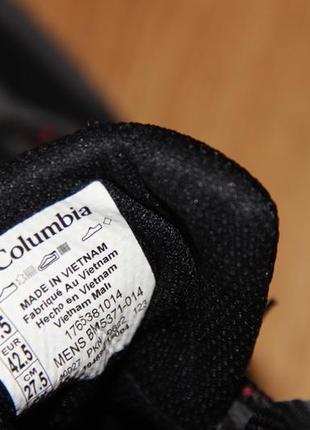 Columbia
MADE IN VIETNAM
Fabriqué Au Vietnam
Hecho en Vietnam
Vietnam Malı
1765381014
MENS BM5371-014
EUR
42.5
CM
27.5